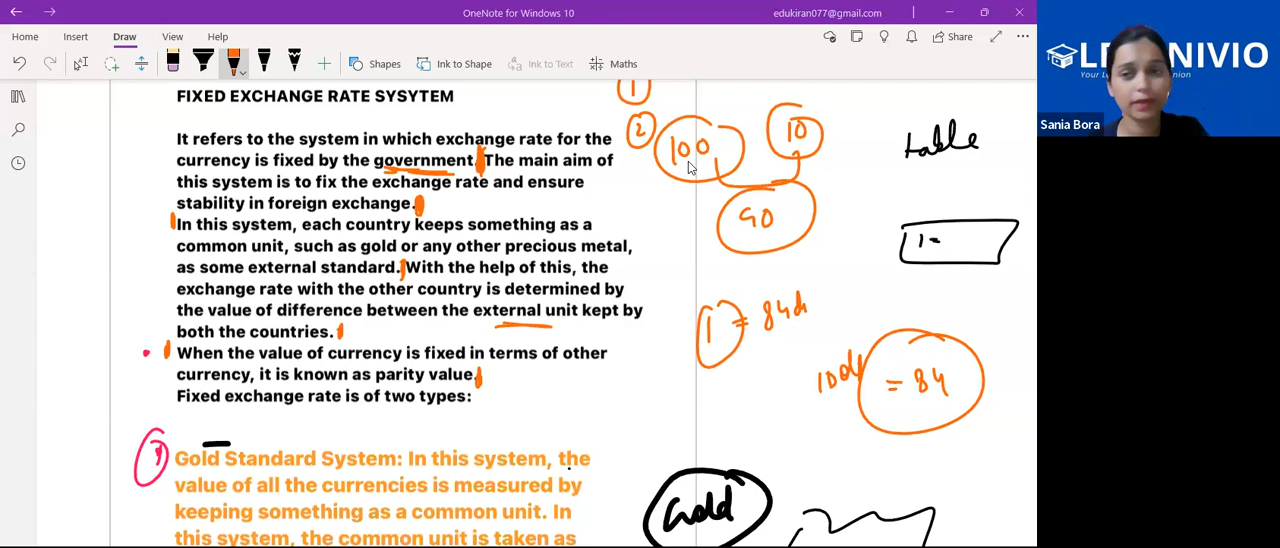 OneNote for Windows 10
edukiran077@gmail.com
Home
Insert
Draw
View
Help
Share
Shapes
Ink to Shape
Ink to Text
Maths
FIXED EXCHANGE RATE SYSYTEM
It refers to the system in which exchange rate for the
currency is fixed by the government. The main aim of
this system is to fix the exchange rate and ensure
stability in foreign exchange.
In this system, each country keeps something as a
common unit, such as gold or any other precious metal,
as some external standard. With the help of this, the
exchange rate with the other country is determined by
the value of difference between the external unit kept by
both the countries.
When the value of currency is fixed in terms of other
currency, it is known as parity value.
Fixed exchange rate is of two types:
Gold Standard System: In this system, the
value of all the currencies is measured by
keeping something as a common unit. In
this system, the common unit is taken as
1
2
100
10
90
table
1=
1 = 84
= 84
Gold
Sania Bora